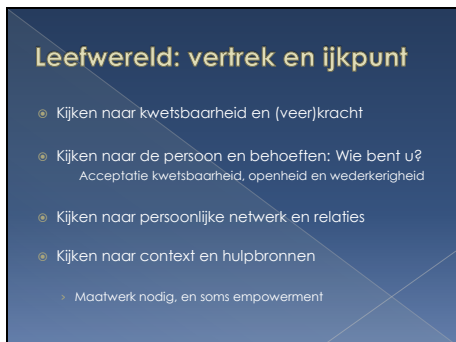 Leefwereld: vertrek en ijkpunt
Kijken naar kwetsbaarheid en (veer)kracht
Kijken naar de persoon en behoeften: Wie bent u?
Acceptatie kwetsbaarheid, openheid en wederkerigheid
Kijken naar persoonlijke netwerk en relaties
Kijken naar context en hulpbronnen
Maatwerk nodig, en soms empowerment